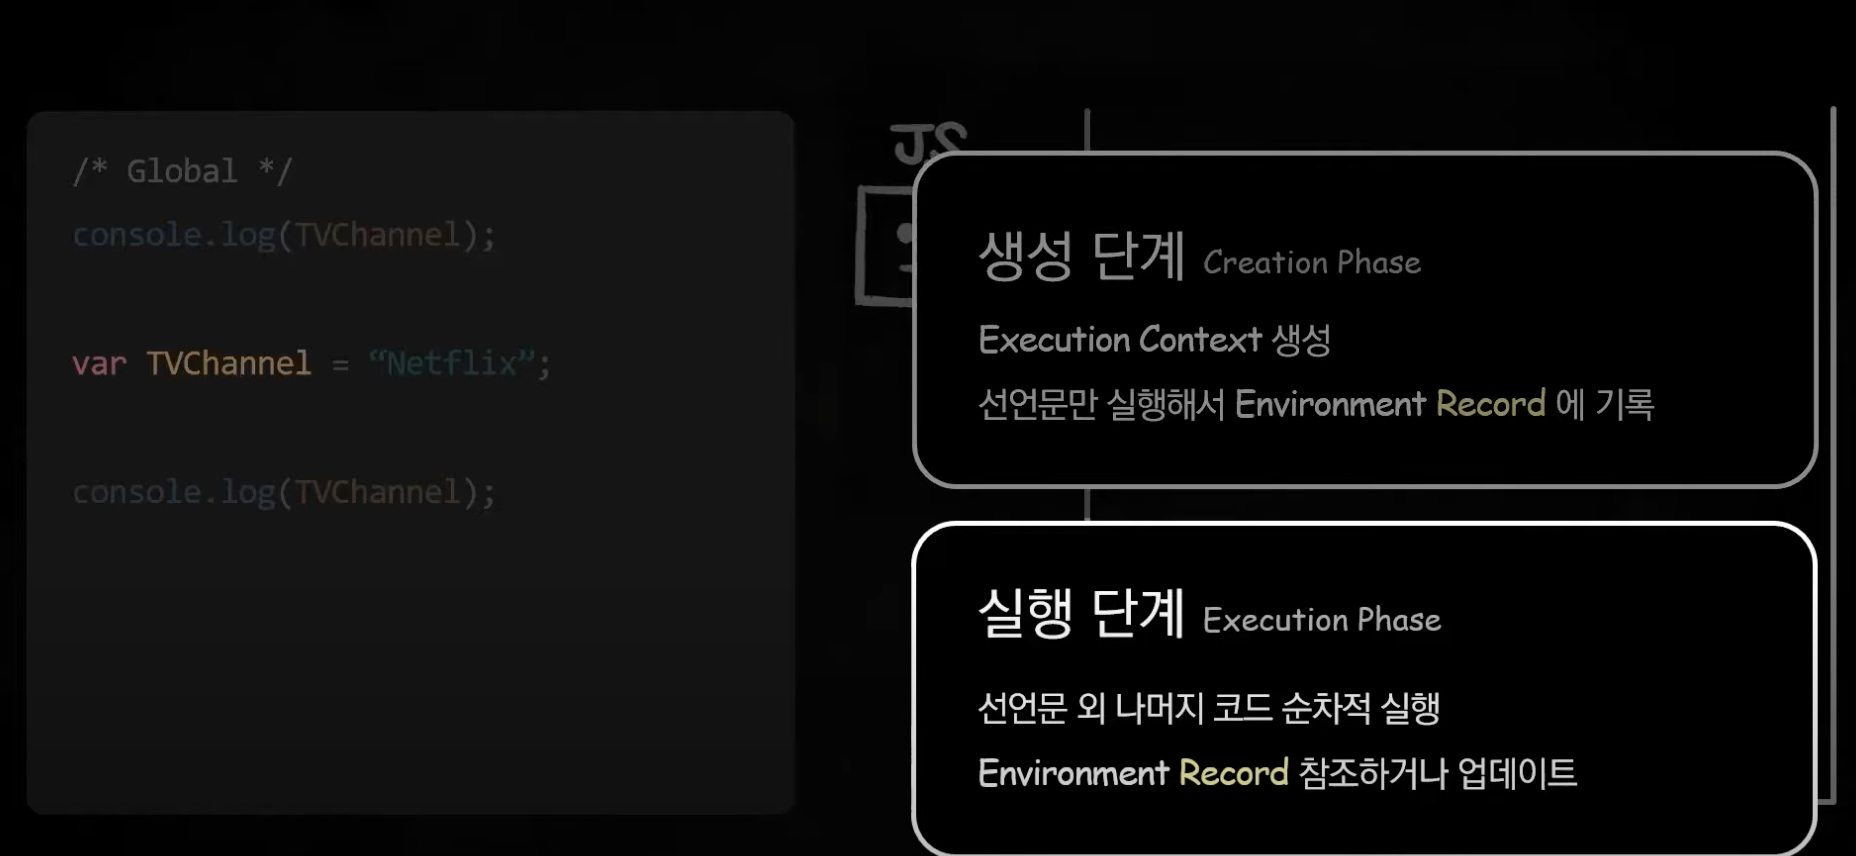 /* Global */
console.log(TVChannel);
var TVChannel = “Netflix”;
console.log(TVChannel);
JS
생성 단계 Creation Phase
Execution Context 생성
선언문만 실행해서 Environment Record 에 기록
실행 단계 Execution Phase
선언문 외 나머지 코드 순차적 실행
Environment Record 참조하거나 업데이트